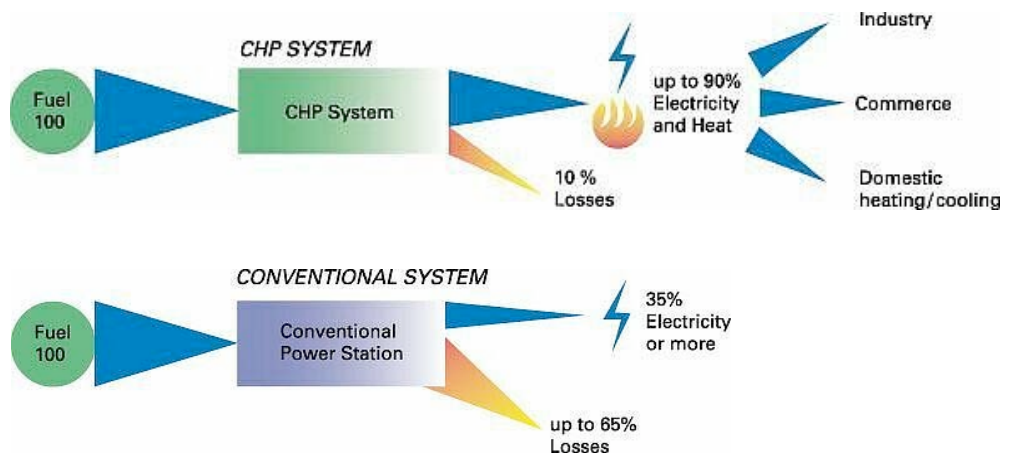 CHP SYSTEM
Fuel
100
CHP System
10 %
Losses
up to 90%
Electricity
and Heat
Industry
Commerce
Domestic
heating/cooling
CONVENTIONAL SYSTEM
Fuel
100
Conventional
Power Station
35%
Electricity
or more
up to 65%
Losses